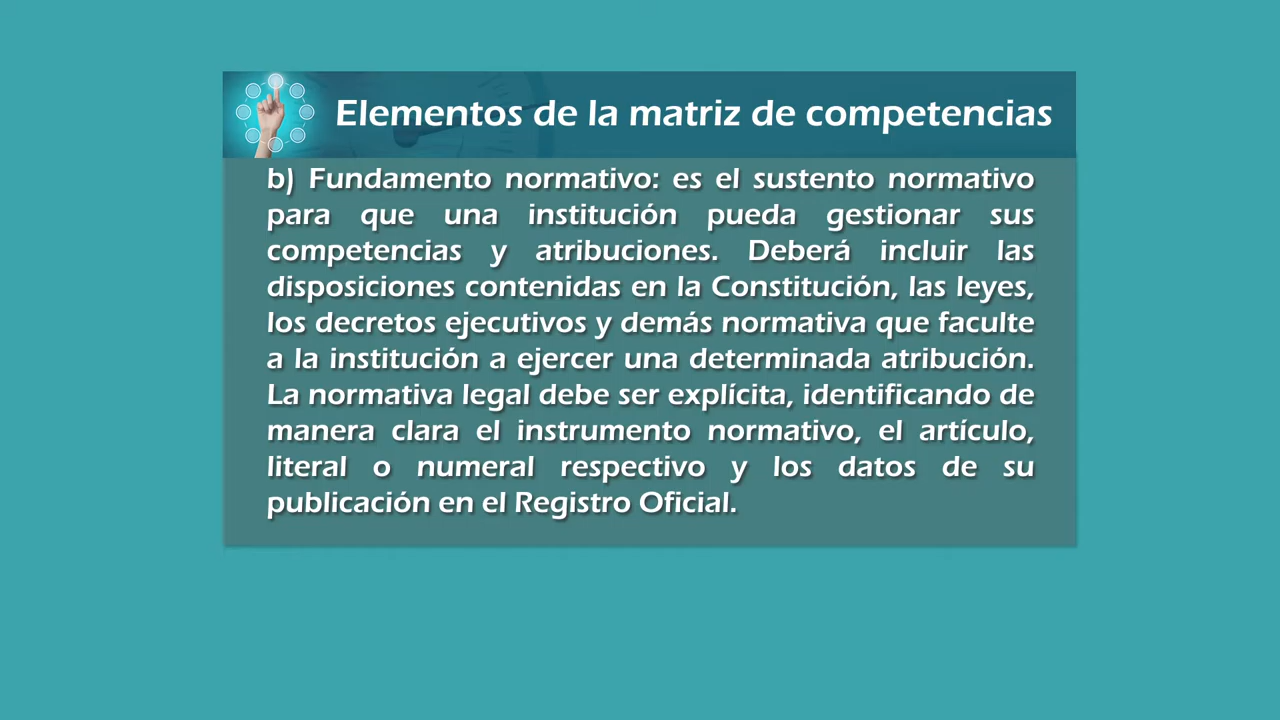 Elementos de la matriz de competencias
b) Fundamento normativo: es el sustento normativo
para que una institución pueda gestionar sus
competencias y atribuciones. Deberá incluir las
disposiciones contenidas en la Constitución, las leyes,
los decretos ejecutivos y demás normativa que faculte
a la institución a ejercer una determinada atribución.
La normativa legal debe ser explícita, identificando de
manera clara el instrumento normativo, el artículo,
literal o numeral respectivo y los datos de su
publicación en el Registro Oficial.